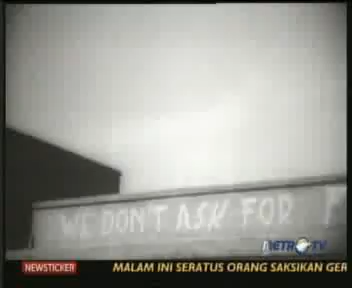 WE DON'T ASK FOR
METRO TV
NEWSTICKER
MALAM INI SERATUS ORANG SAKSIKAN GER